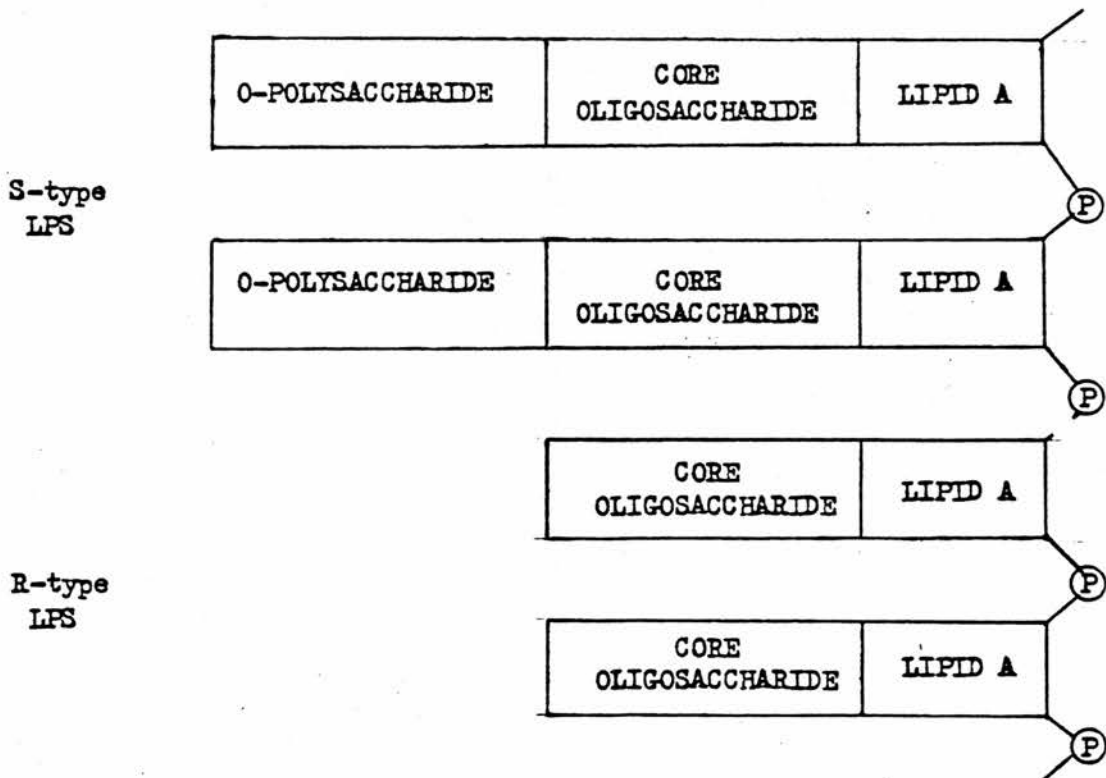 O-POLYSACCHARIDE
CORE
OLIGOSACCHARIDE
LIPID A
P
S-type
LPS
O-POLYSACCHARIDE
CORE
OLIGOSACCHARIDE
LIPID A
P
CORE
OLIGOSACCHARIDE
LIPID A
P
R-type
LPS
CORE
OLIGOSACCHARIDE
LIPID A
P